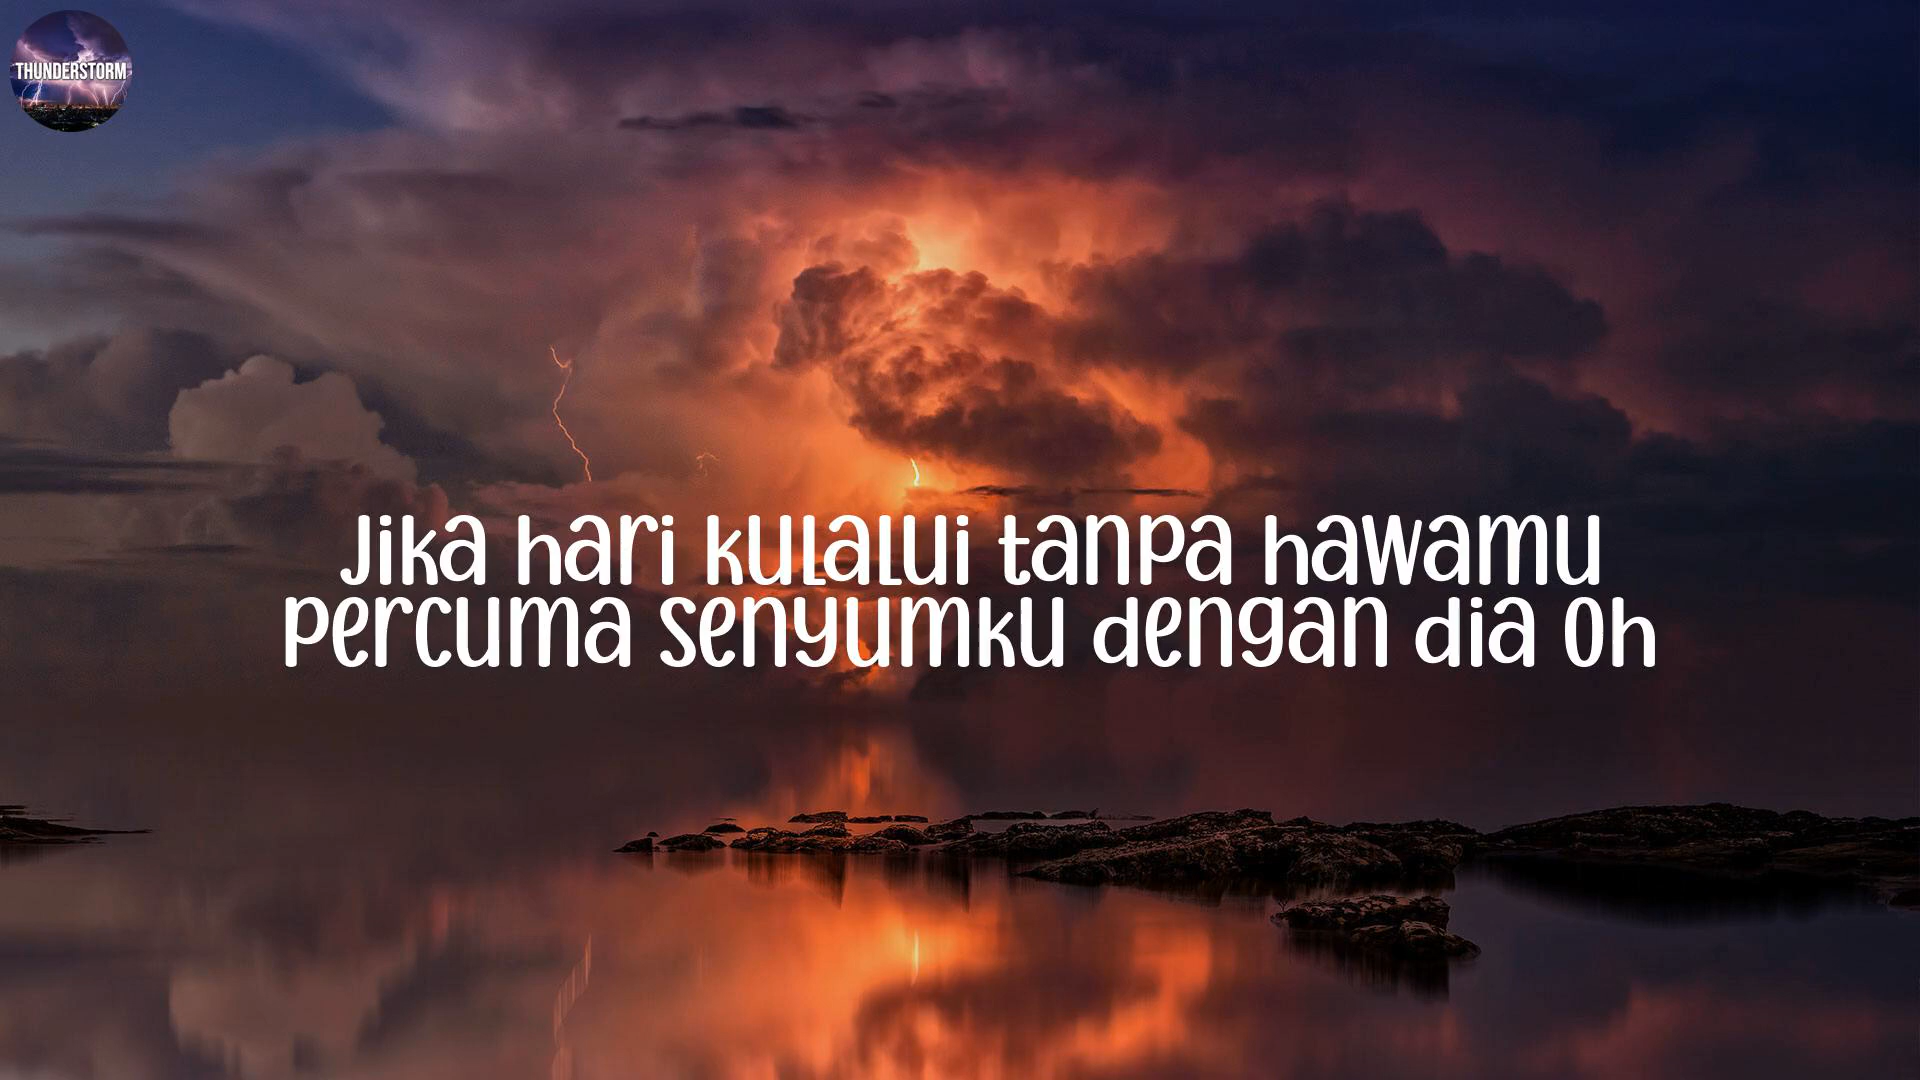 THUNDERSTORM
Jika hari kulalui tanpa hawamu
percuma senyumku dengan dia Oh